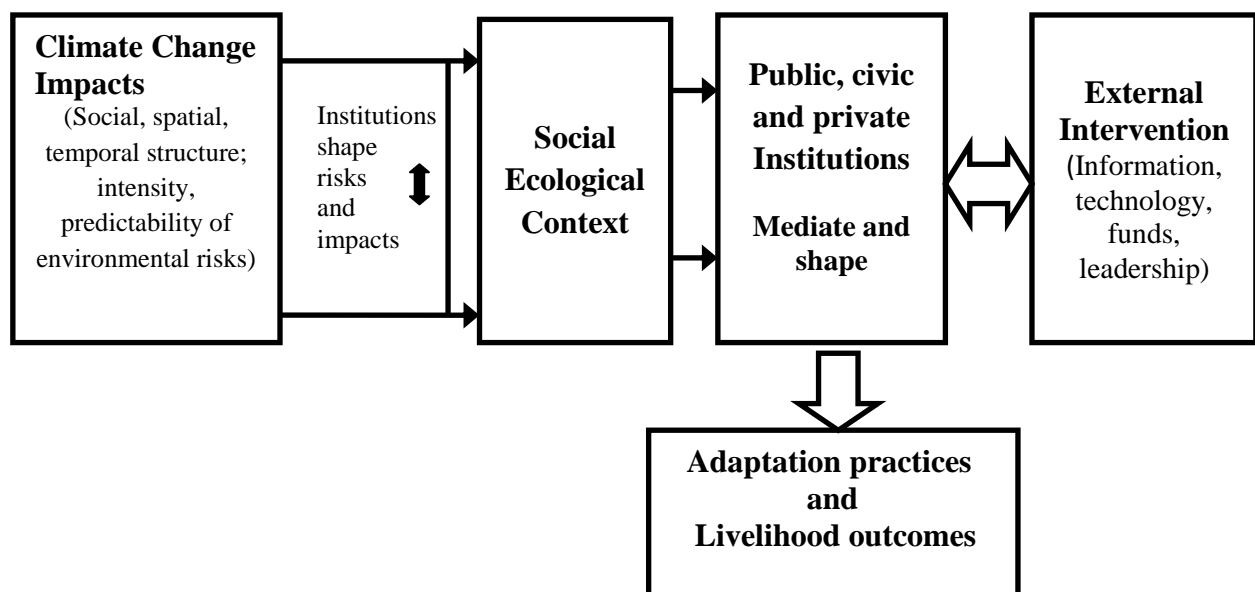 Climate Change
Impacts
(Social, spatial,
temporal structure;
intensity,
predictability of
environmental risks)
Institutions
shape
risks
and
impacts
Social
Ecological
Context
Public, civic
and private
Institutions
Mediate and
shape
External
Intervention
(Information,
technology,
funds,
leadership)
Adaptation practices
and
Livelihood outcomes